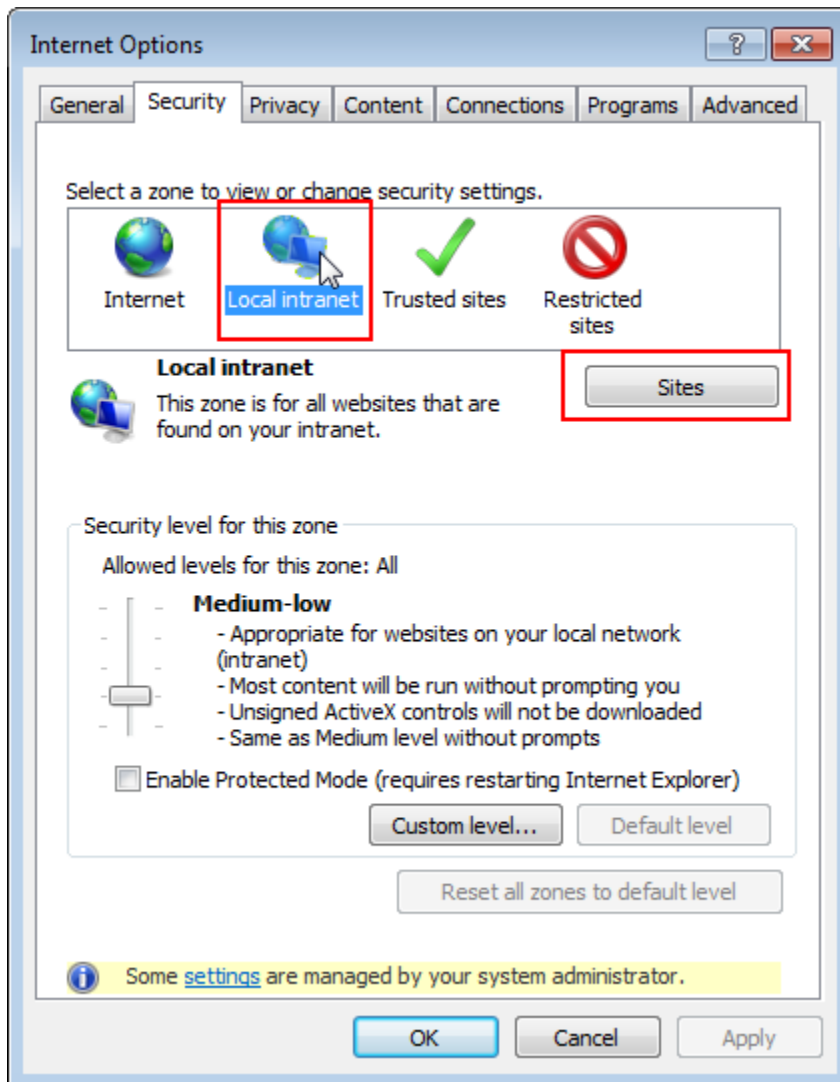 Internet Options
General Security Privacy Content Connections Programs Advanced
Select a zone to view or change security settings.
Internet Local intranet Trusted sites Restricted
sites
Local intranet
This zone is for all websites that are
found on your intranet.
Sites
Security level for this zone
Allowed levels for this zone: All
Medium-low
- Appropriate for websites on your local network
(intranet)
- Most content will be run without prompting you
- Unsigned ActiveX controls will not be downloaded
- Same as Medium level without prompts
Enable Protected Mode (requires restarting Internet Explorer)
Custom level... Default level
Reset all zones to default level
Some settings are managed by your system administrator.
OK Cancel Apply